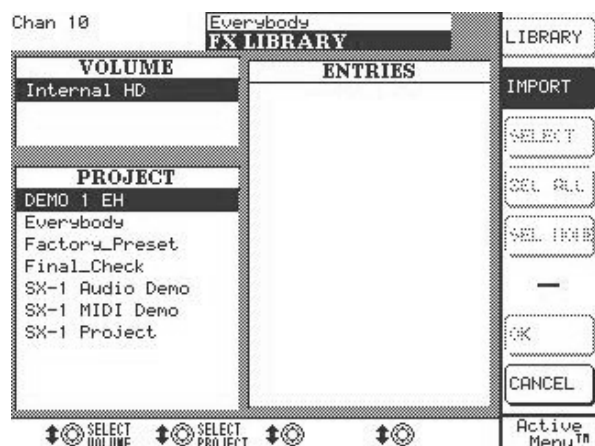 Chan 10
Everybody
FX LIBRARY
VOLUME
Internal HD
PROJECT
DEMO 1 EH
Everybody
Factory_Preset
Final_Check
SX-1 Audio Demo
SX-1 MIDI Demo
SX-1 Project
ENTRIES
LIBRARY
IMPORT
SELECT
SEL ALL
SEL NONE
OK
CANCEL
SELECT VOLUME
SELECT PROJECT
Active
Menu™